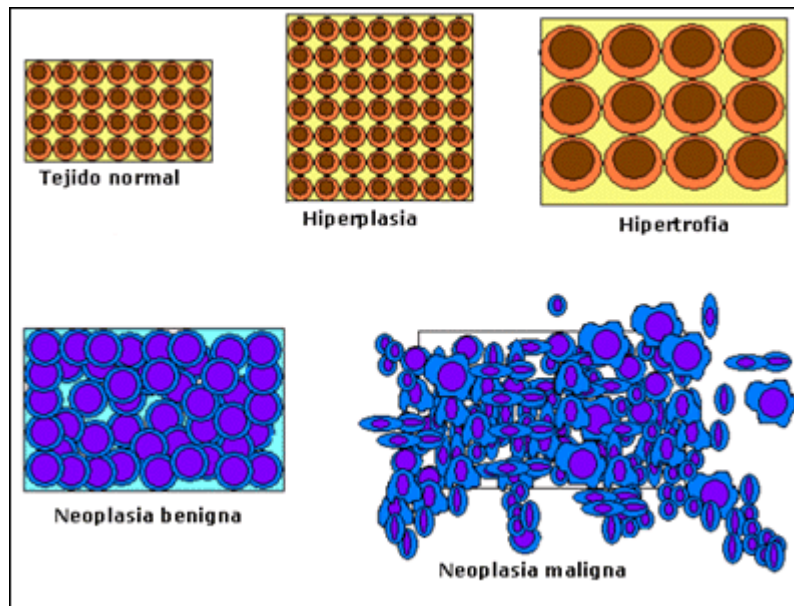 Tejido normal
Hiperplasia
Hipertrofia
Neoplasia benigna
Neoplasia maligna